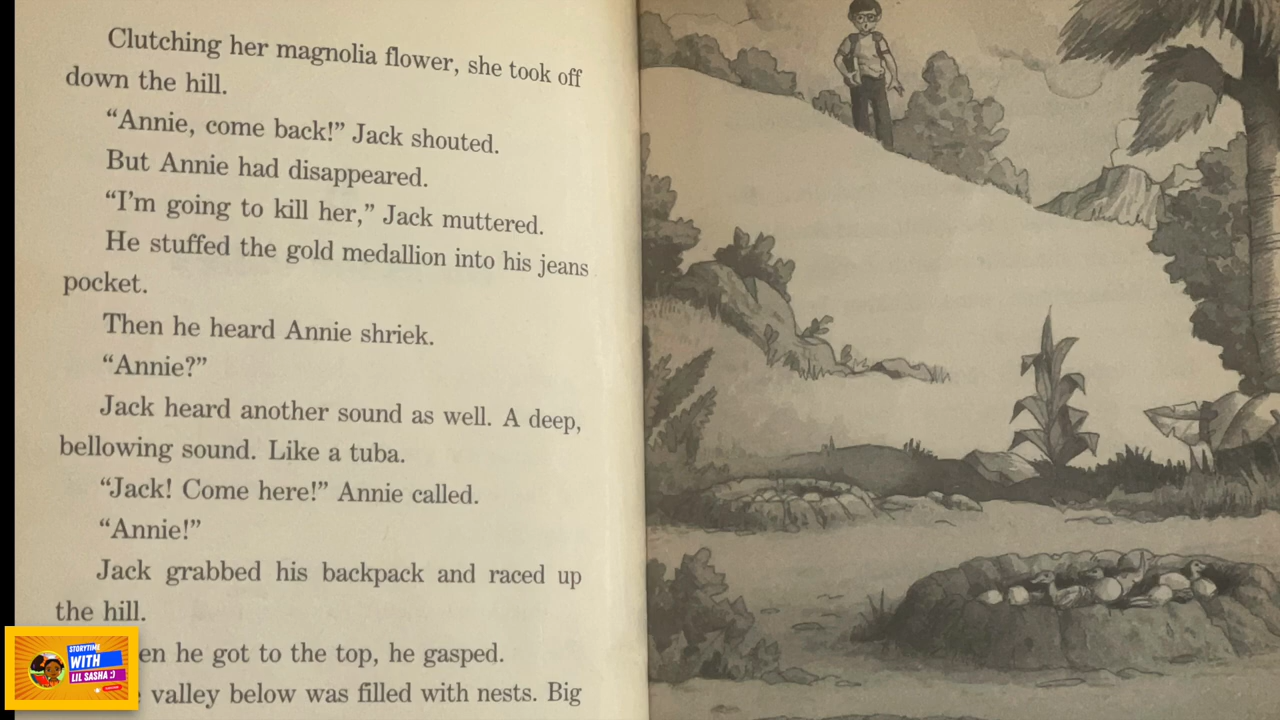 Clutching her magnolia flower, she took off
down the hill.
“Annie, come back!” Jack shouted.
But Annie had disappeared.
“I’m going to kill her,” Jack muttered.
He stuffed the gold medallion into his jeans
pocket.
Then he heard Annie shriek.
“Annie?”
Jack heard another sound as well. A deep,
bellowing sound. Like a tuba.
“Jack! Come here!” Annie called.
“Annie!”
Jack grabbed his backpack and raced up
the hill.
en he got to the top, he gasped.
valley below was filled with nests. Big
STORYTIME
WITH
LIL SASHA :)